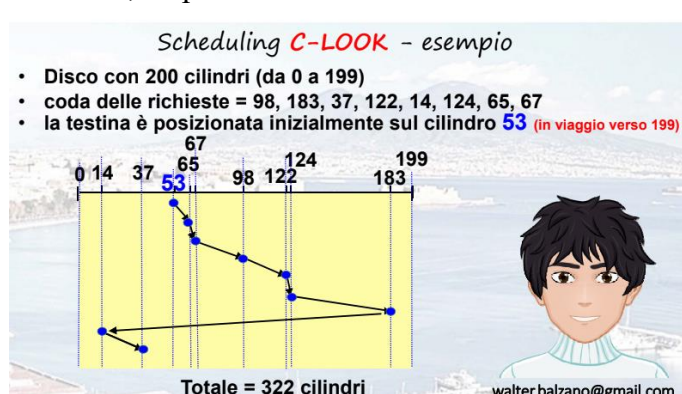 Scheduling C-LOOK - esempio
• Disco con 200 cilindri (da 0 a 199)
• coda delle richieste = 98, 183, 37, 122, 14, 124, 65, 67
• la testina è posizionata inizialmente sul cilindro 53 (in viaggio verso 199)
67
65 124 199
0 14 37 53 98 122 183
Totale = 322 cilindri
walter.balzano@gmail.com